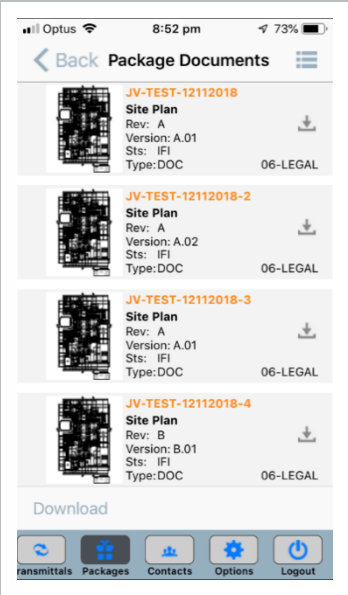 Optus 8:52 pm 73%
Back Package Documents
JV-TEST-12112018
Site Plan
Rev: A
Version: A.01
Sts: IFI
Type:DOC 06-LEGAL
JV-TEST-12112018-2
Site Plan
Rev: A
Version: A.02
Sts: IFI
Type:DOC 06-LEGAL
JV-TEST-12112018-3
Site Plan
Rev: A
Version: A.01
Sts: IFI
Type:DOC 06-LEGAL
JV-TEST-12112018-4
Site Plan
Rev: B
Version: B.01
Sts: IFI
Type:DOC 06-LEGAL
Download
ransmittals Packages Contacts Options Logout